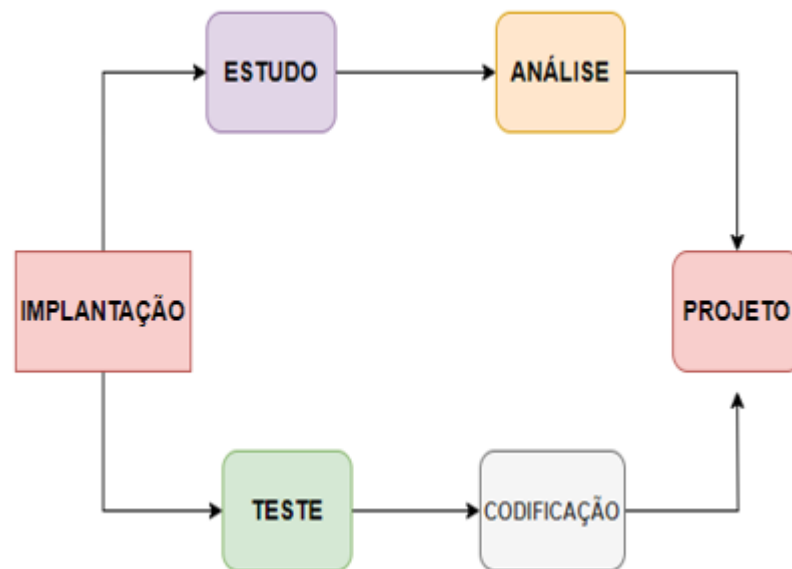 ESTUDO
ANÁLISE
IMPLANTAÇÃO
PROJETO
TESTE
CODIFICAÇÃO